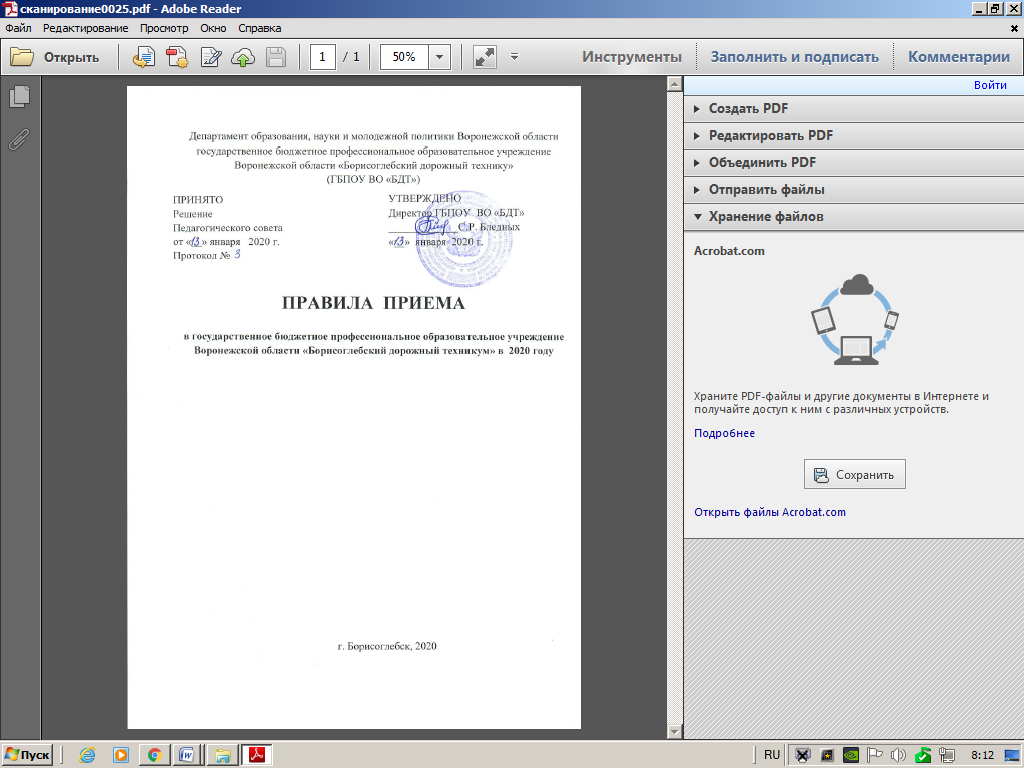 сканирование0025.pdf - Adobe Reader
Файл Редактирование Просмотр Окно Справка
Открыть 1 / 1 50% Инструменты Заполнить и подписать Комментарии
Войти
Создать PDF
Редактировать PDF
Объединить PDF
Отправить файлы
Хранение файлов
Acrobat.com
Храните PDF-файлы и другие документы в Интернете и
получайте доступ к ним с различных устройств.
Подробнее
Сохранить
Открыть файлы Acrobat.com
Департамент образования, науки и молодежной политики Воронежской области
государственное бюджетное профессиональное образовательное учреждение
Воронежской области «Борисоглебский дорожный технику»
(ГБПОУ ВО «БДТ»)
ПРИНЯТО
Решение
Педагогического совета
от «13» января 2020 г.
Протокол № 3
УТВЕРЖДЕНО
Директор ГБПОУ ВО «БДТ»
С.Р. Бледных
«13» января 2020 г.
ПРАВИЛА ПРИЕМА
в государственное бюджетное профессиональное образовательное учреждение
Воронежской области «Борисоглебский дорожный техникум» в 2020 году
г. Борисоглебск, 2020
Пуск RU 8:12